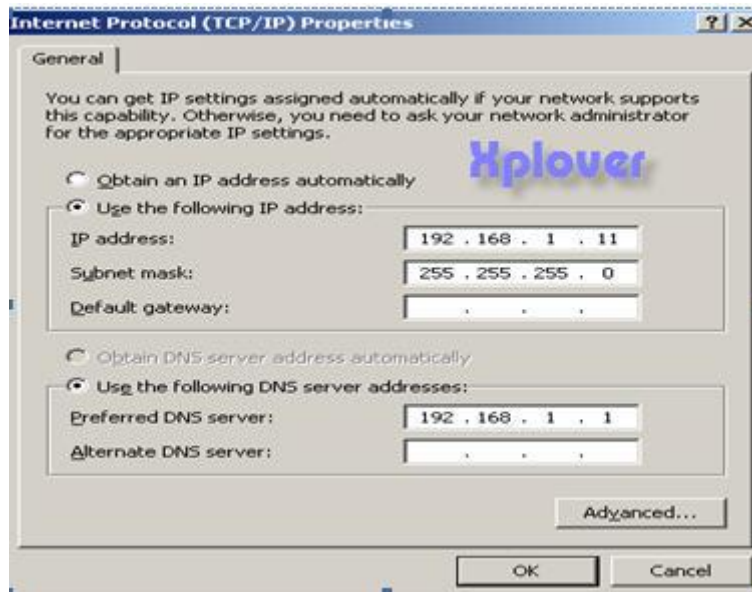 Internet Protocol (TCP/IP) Properties
General
You can get IP settings assigned automatically if your network supports
this capability. Otherwise, you need to ask your network administrator
for the appropriate IP settings.
Xplover
Obtain an IP address automatically
Use the following IP address:
IP address: 192 . 168 . 1 . 11
Subnet mask: 255 . 255 . 255 . 0
Default gateway: . . .
Obtain DNS server address automatically
Use the following DNS server addresses:
Preferred DNS server: 192 . 168 . 1 . 1
Alternate DNS server: . . .
Advanced...
OK Cancel